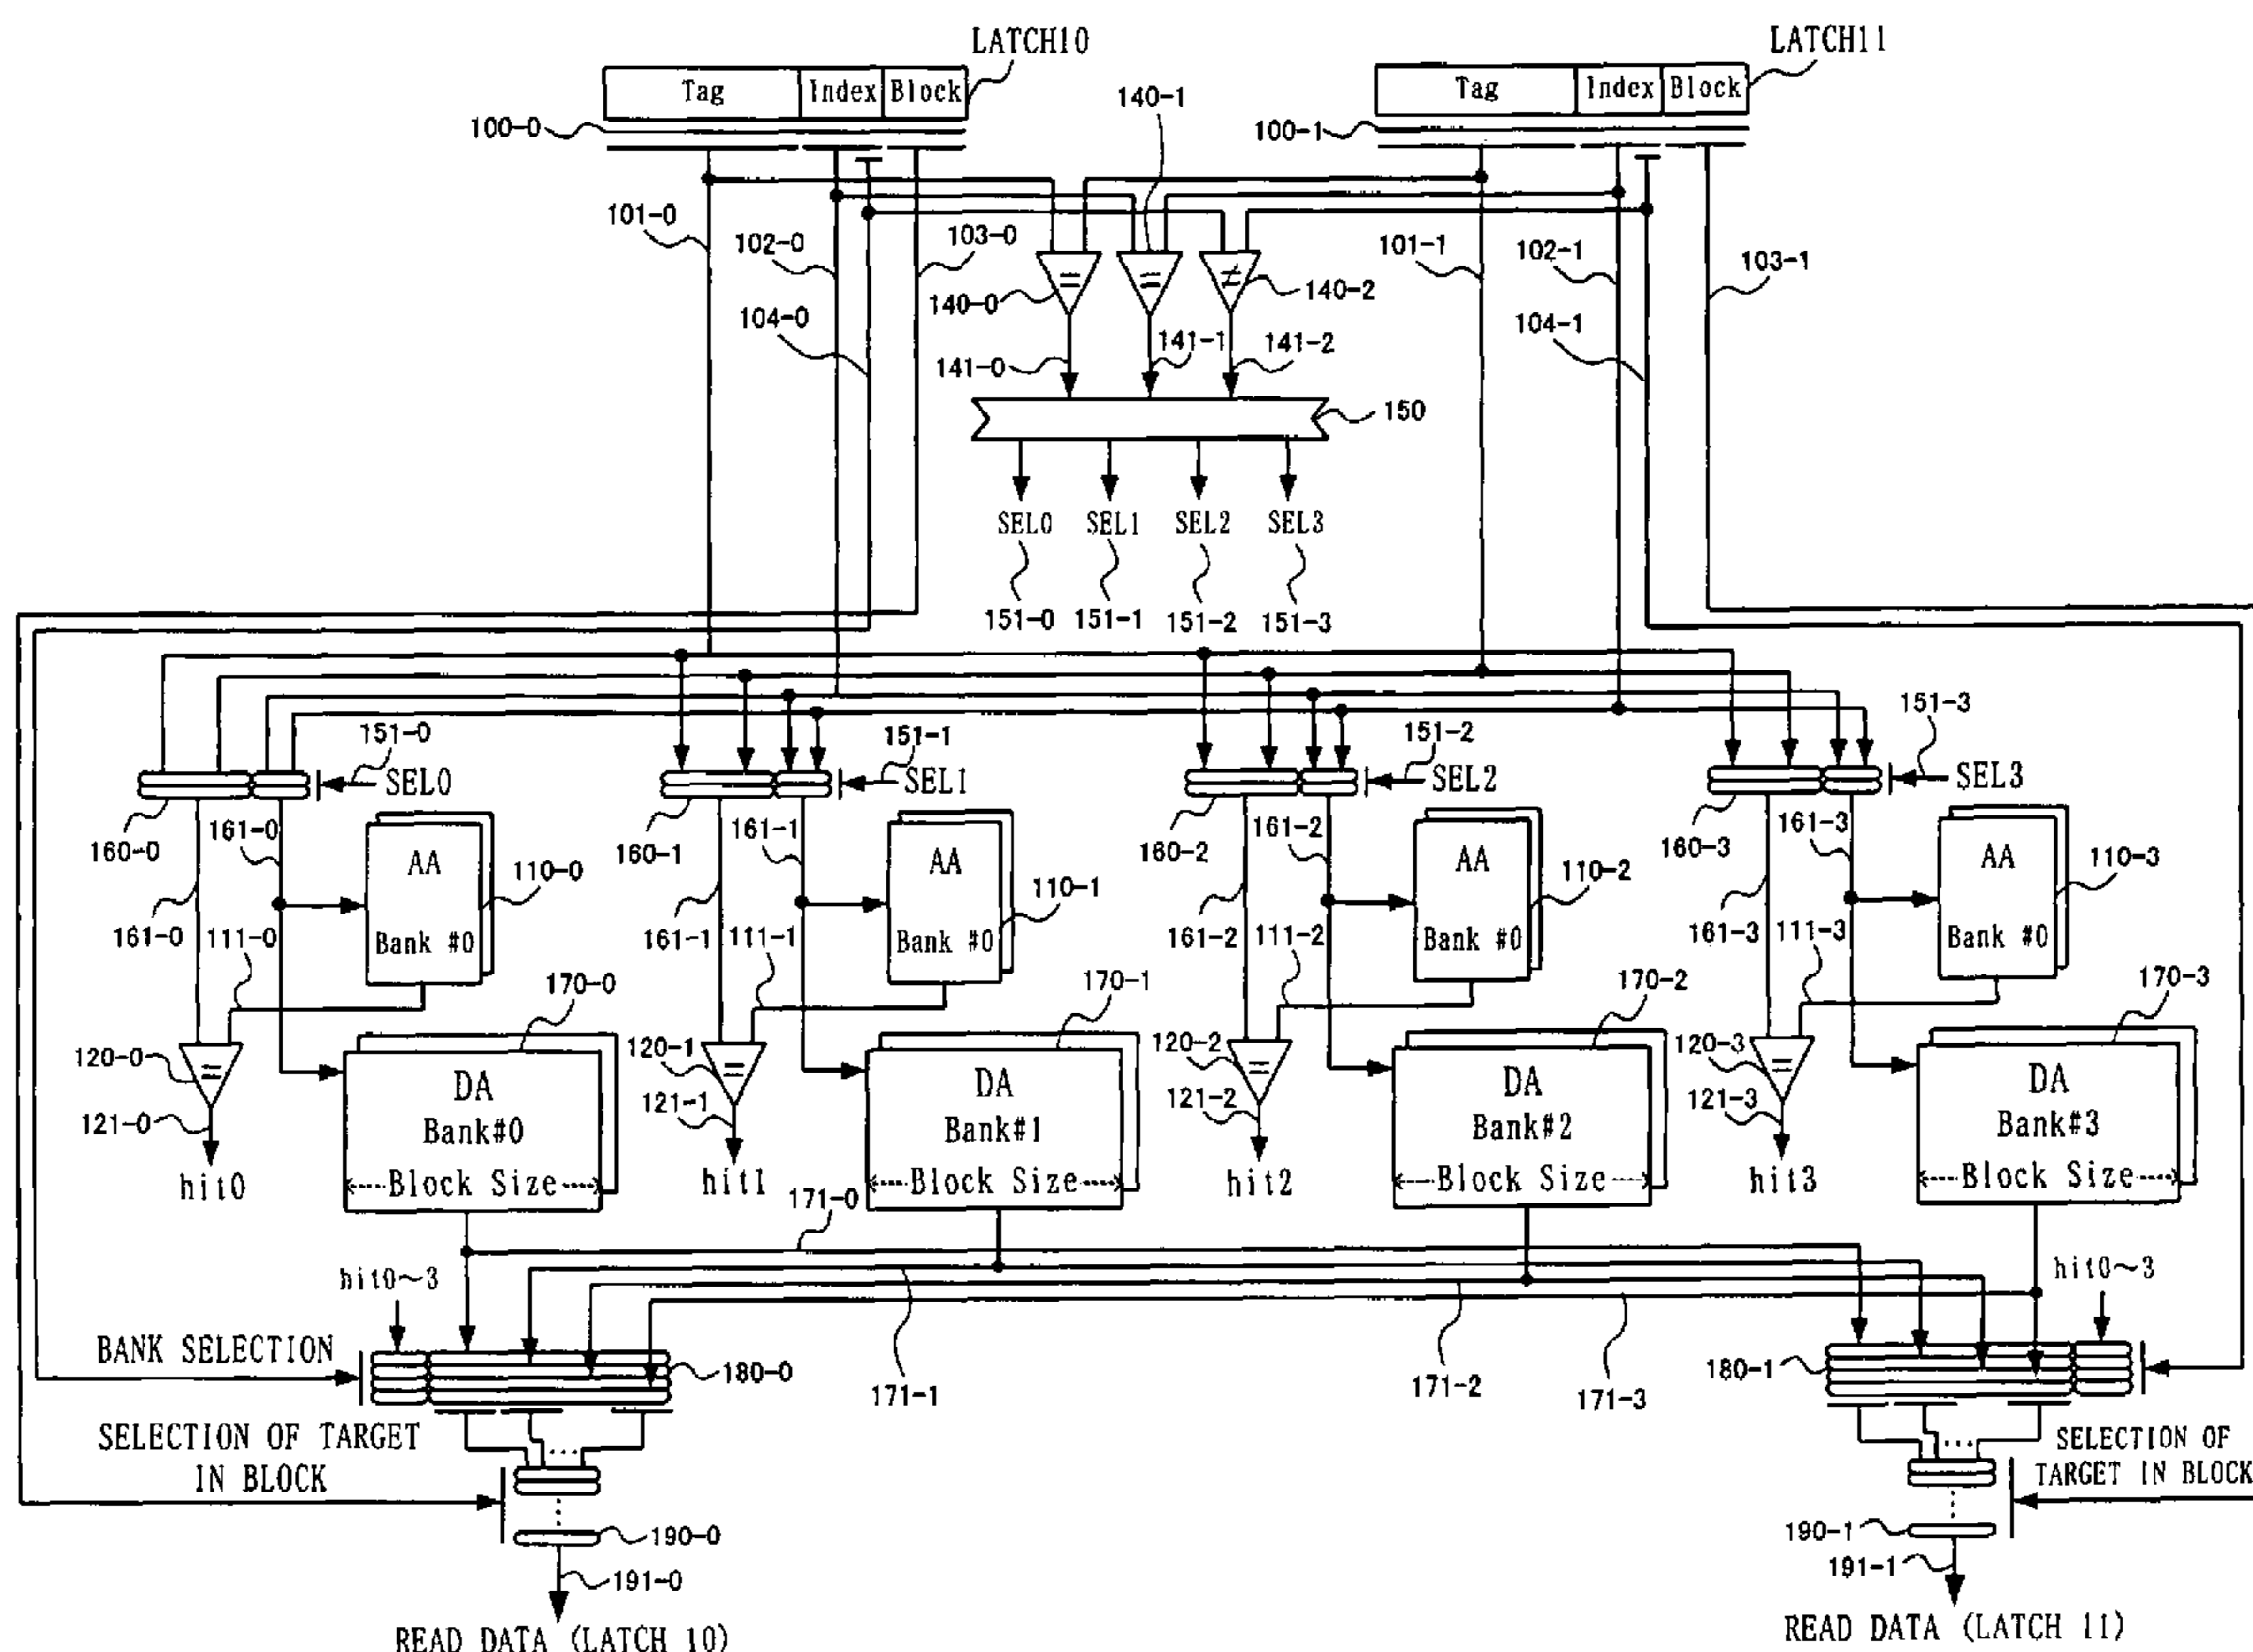 LATCH10
LATCH11
Tag Index Block
Tag Index Block
140-1
100-0
100-1
101-0
102-0
103-0
101-1
102-1
103-1
140-0
140-2
104-0
104-1
= = ≠
141-0
141-1
141-2
150
SEL0 SEL1 SEL2 SEL3
151-0 151-1 151-2 151-3
151-0
151-1
151-2
151-3
SEL0
SEL1
SEL2
SEL3
160-0
161-0
160-1
161-1
160-2
161-2
160-3
161-3
AA
110-0
AA
110-1
AA
110-2
AA
110-3
161-0
111-0
Bank #0
161-1
111-1
Bank #0
161-2
111-2
Bank #0
161-3
111-3
Bank #0
170-0
170-1
170-2
170-3
120-0
=
120-1
=
120-2
=
120-3
=
DA
DA
DA
DA
121-0
Bank#0
121-1
Bank#1
121-2
Bank#2
121-3
Bank#3
hit0
Block Size
hit1
Block Size
hit2
Block Size
hit3
Block Size
171-0
hit0~3
hit0~3
BANK SELECTION
180-0
171-1
171-2
171-3
180-1
SELECTION OF TARGET
IN BLOCK
SELECTION OF
TARGET IN BLOCK
190-0
190-1
191-0
191-1
READ DATA (LATCH 10)
READ DATA (LATCH 11)